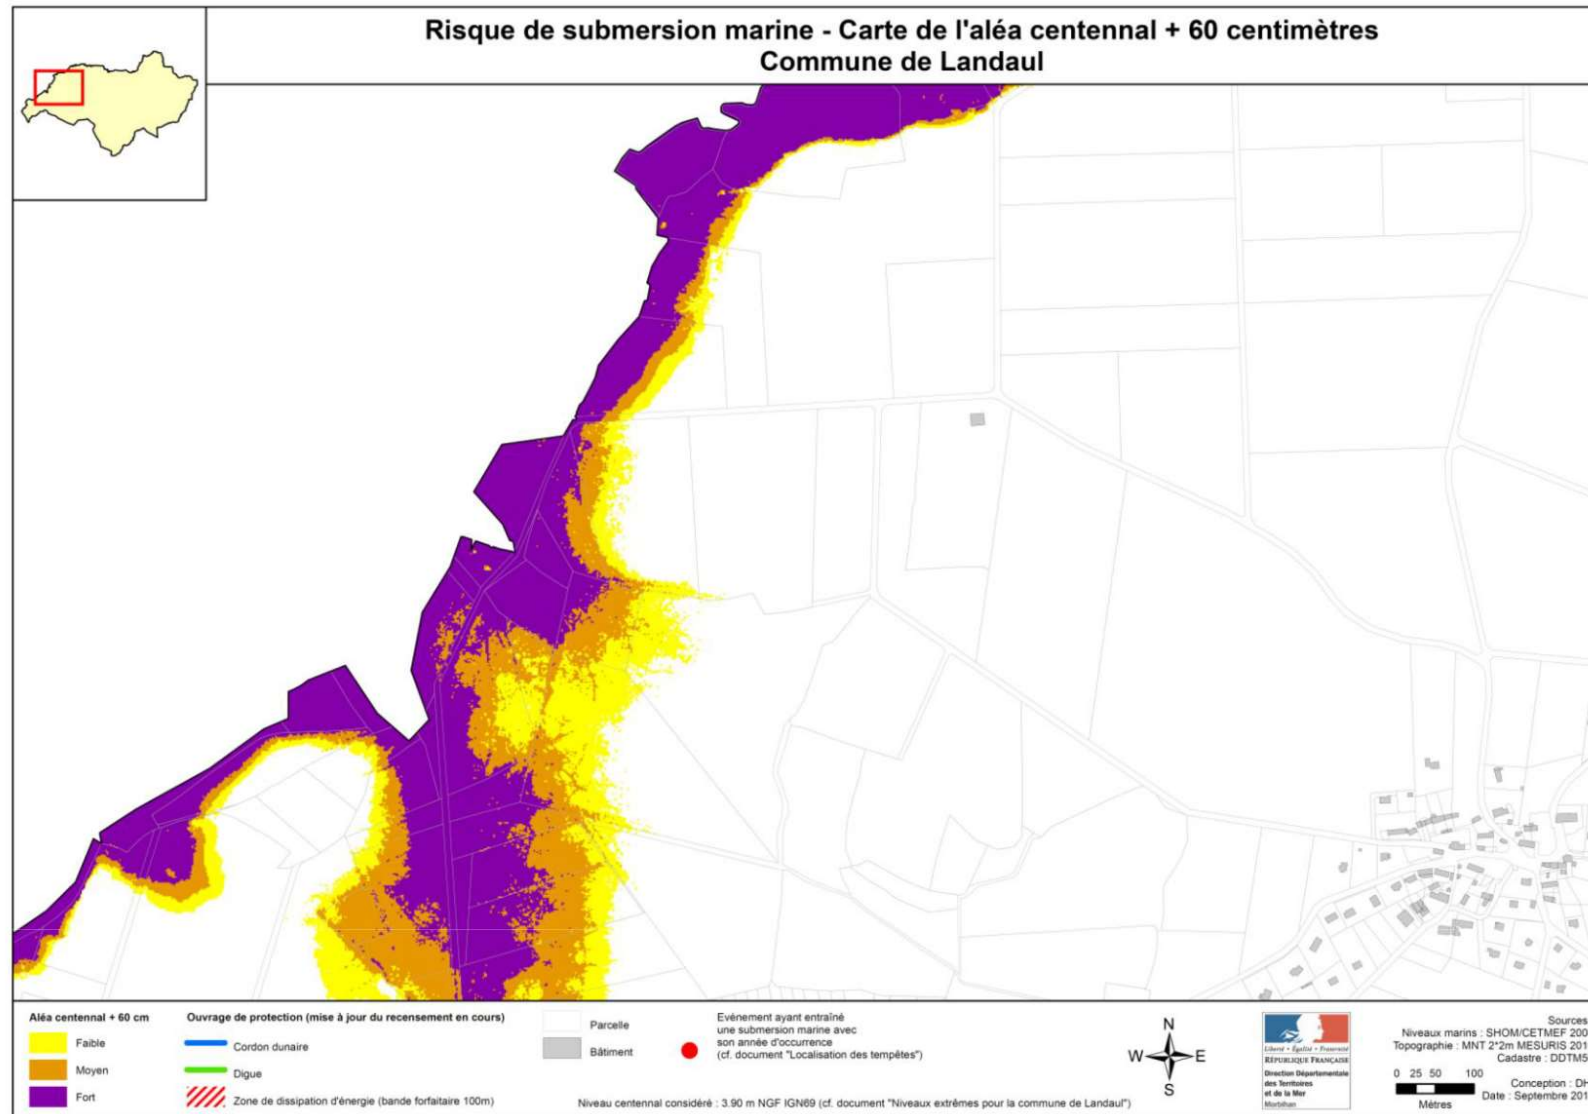 Risque de submersion marine - Carte de l'aléa centennal + 60 centimètres
Commune de Landaul
Aléa centennal + 60 cm
Faible
Moyen
Fort
Ouvrage de protection (mise à jour du recensement en cours)
Cordon dunaire
Digue
Zone de dissipation d'énergie (bande forfaitaire 100m)
Parcelle
Bâtiment
Evénement ayant entraîné
une submersion marine avec
son année d'occurrence
(cf. document "Localisation des tempêtes")
Niveau centennal considéré : 3.90 m NGF IGN69 (cf. document "Niveaux extrêmes pour la commune de Landaul")
N
W E
S
Liberté • Égalité • Fraternité
RÉPUBLIQUE FRANÇAISE
Direction Départementale
des Territoires
et de la Mer
Morbihan
Sources
Niveaux marins : SHOM/CETMEF 200
Topographie : MNT 2*2m MESURIS 201
Cadastre : DDTM5
0 25 50 100
Mètres
Conception : DH
Date : Septembre 201